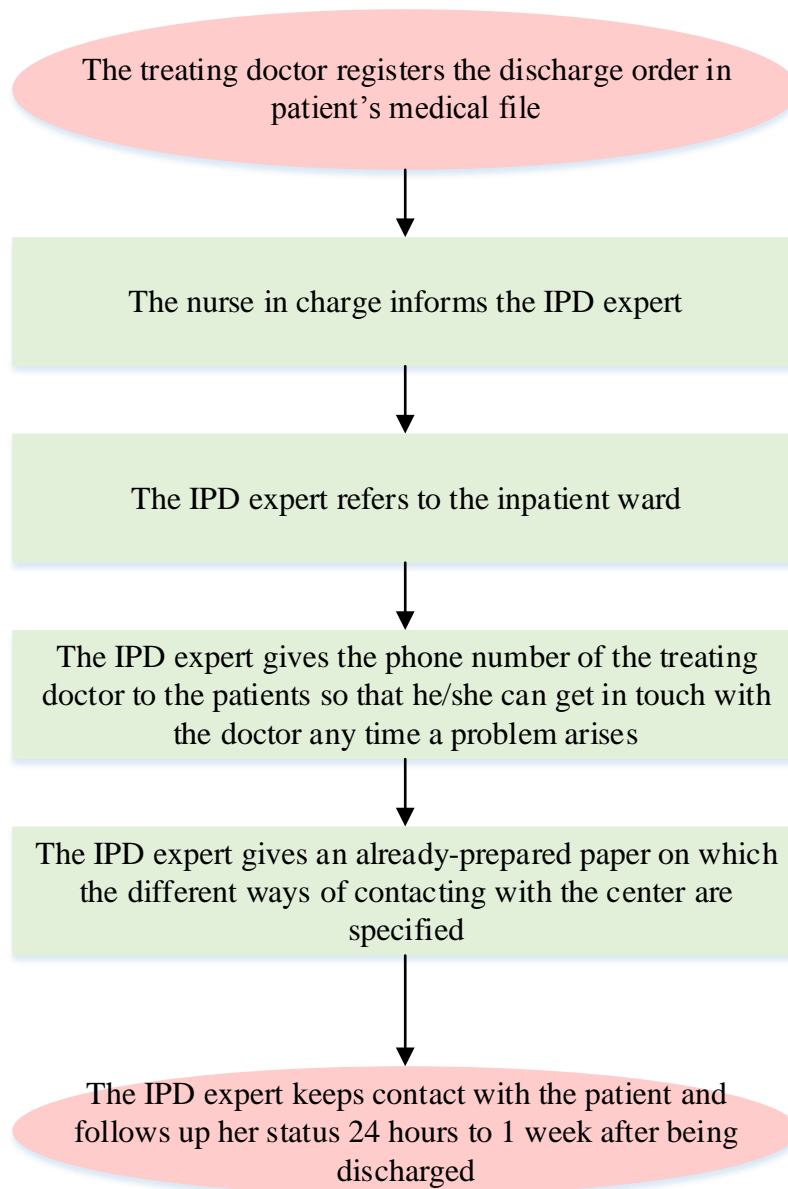 The treating doctor registers the discharge order in
patient’s medical file
The nurse in charge informs the IPD expert
The IPD expert refers to the inpatient ward
The IPD expert gives the phone number of the treating
doctor to the patients so that he/she can get in touch with
the doctor any time a problem arises
The IPD expert gives an already-prepared paper on which
the different ways of contacting with the center are
specified
The IPD expert keeps contact with the patient and
follows up her status 24 hours to 1 week after being
discharged